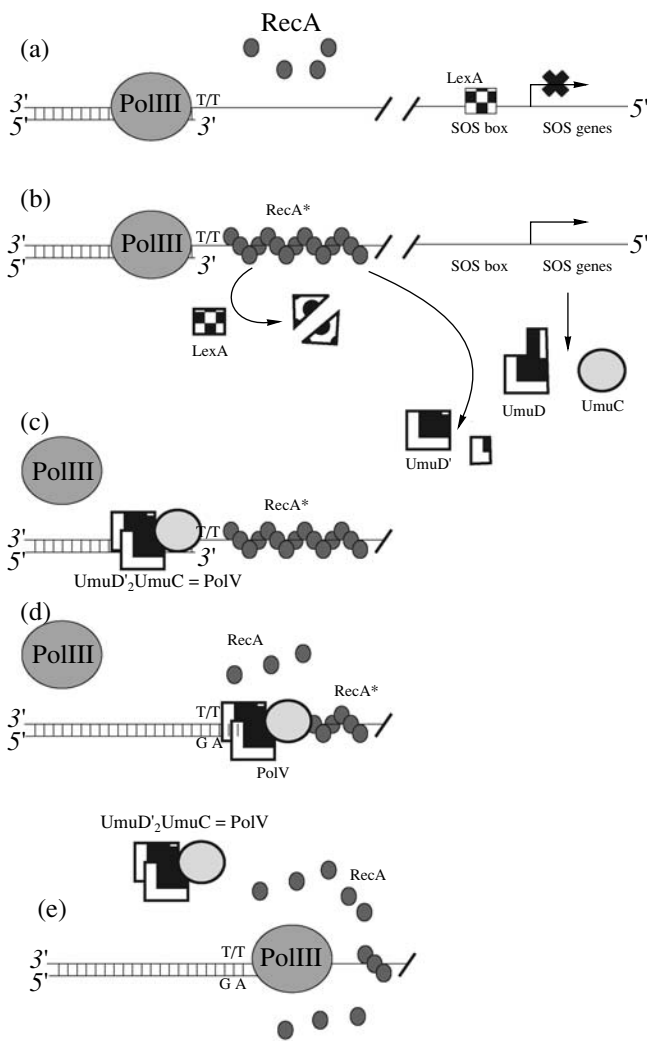 RecA
(a)
LexA
3' PolIII T/T
5' 3' 5'
SOS box SOS genes
(b)
RecA*
3' PolIII T/T
5' 3' 5'
SOS box SOS genes
LexA
UmuD UmuC
UmuD'
(c)
PolIII
RecA*
3' T/T
5' 3'
UmuD'2UmuC = PolV
(d)
PolIII
RecA
RecA*
3' T/T
5' G A
PolV
UmuD'2UmuC = PolV
RecA
(e)
3' T/T PolIII
5' G A